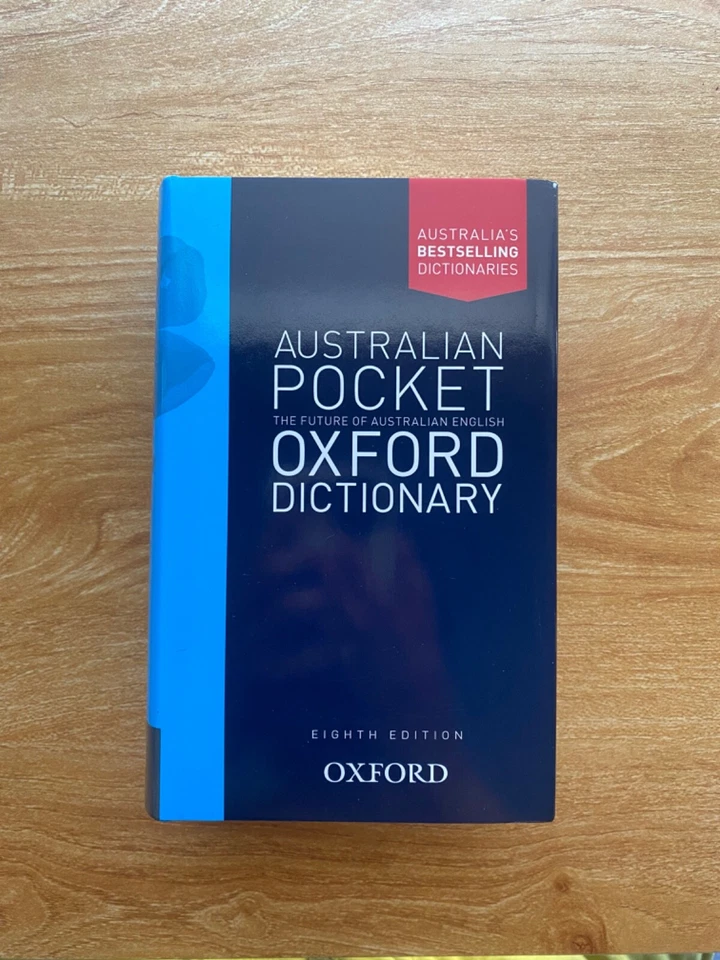 AUSTRALIA'S
BESTSELLING
DICTIONARIES
AUSTRALIAN
POCKET
THE FUTURE OF AUSTRALIAN ENGLISH
OXFORD
DICTIONARY
EIGHTH EDITION
OXFORD